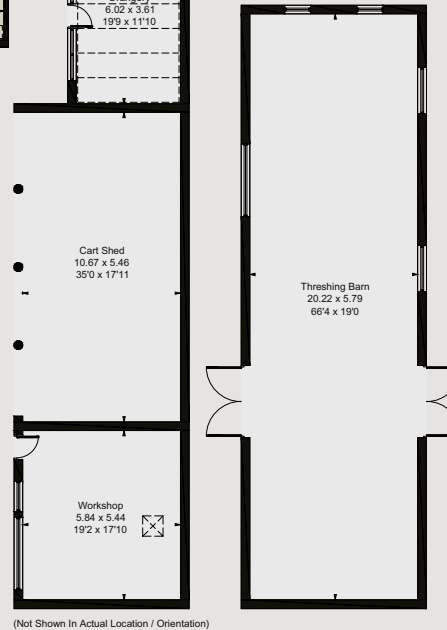 6.02 x 3.61
19'9 x 11'10
Cart Shed
10.67 x 5.46
35'0 x 17'11
Threshing Barn
20.22 x 5.79
66'4 x 19'0
Workshop
5.84 x 5.44
19'2 x 17'10
(Not Shown In Actual Location / Orientation)